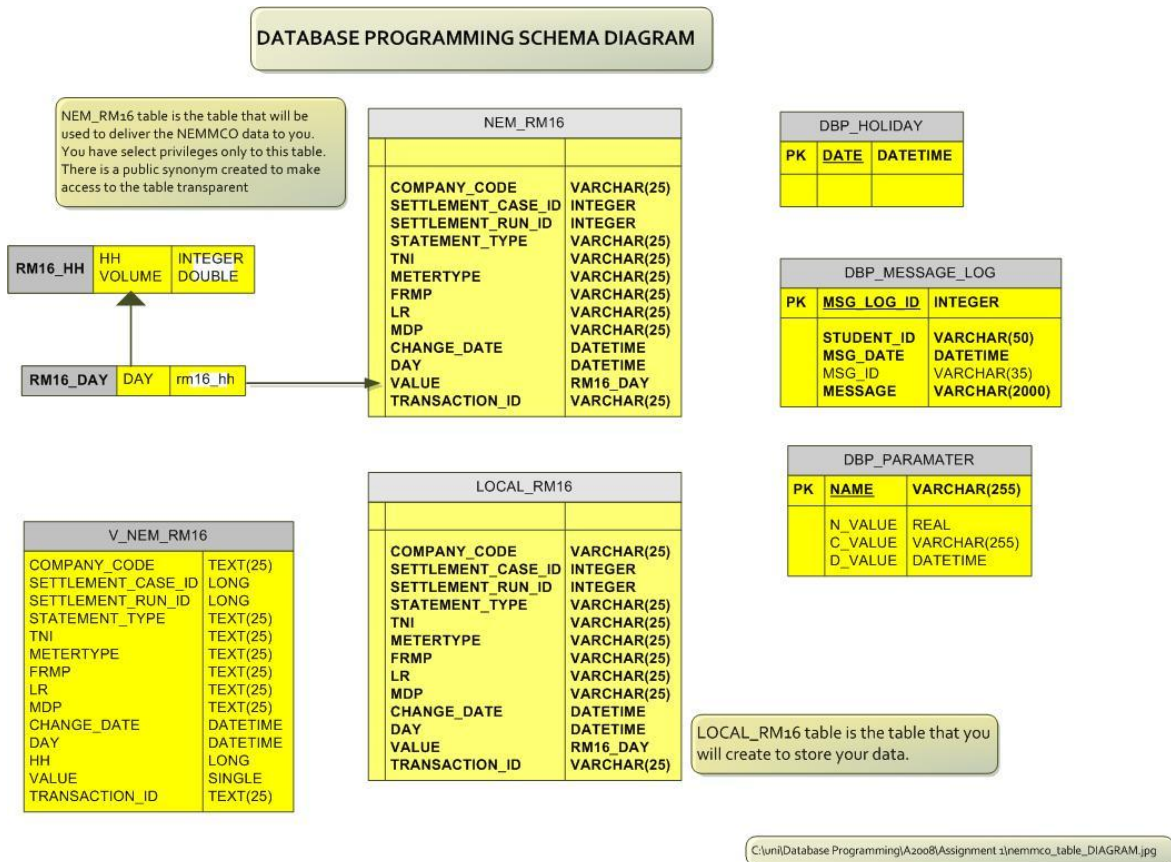 DATABASE PROGRAMMING SCHEMA DIAGRAM
NEM_RM16 table is the table that will be
used to deliver the NEMMCO data to you.
You have select privileges only to this table.
There is a public synonym created to make
access to the table transparent
RM16_HH
HH INTEGER
VOLUME DOUBLE
RM16_DAY DAY rm16_hh
NEM_RM16
COMPANY_CODE VARCHAR(25)
SETTLEMENT_CASE_ID INTEGER
SETTLEMENT_RUN_ID INTEGER
STATEMENT_TYPE VARCHAR(25)
TNI VARCHAR(25)
METERTYPE VARCHAR(25)
FRMP VARCHAR(25)
LR VARCHAR(25)
MDP VARCHAR(25)
CHANGE_DATE DATETIME
DAY DATETIME
VALUE RM16_DAY
TRANSACTION_ID VARCHAR(25)
DBP_HOLIDAY
PK DATE DATETIME
DBP_MESSAGE_LOG
PK MSG_LOG_ID INTEGER
STUDENT_ID VARCHAR(50)
MSG_DATE DATETIME
MSG_ID VARCHAR(35)
MESSAGE VARCHAR(2000)
DBP_PARAMATER
PK NAME VARCHAR(255)
N_VALUE REAL
C_VALUE VARCHAR(255)
D_VALUE DATETIME
V_NEM_RM16
COMPANY_CODE TEXT(25)
SETTLEMENT_CASE_ID LONG
SETTLEMENT_RUN_ID LONG
STATEMENT_TYPE TEXT(25)
TNI TEXT(25)
METERTYPE TEXT(25)
FRMP TEXT(25)
LR TEXT(25)
MDP TEXT(25)
CHANGE_DATE DATETIME
DAY DATETIME
HH LONG
VALUE SINGLE
TRANSACTION_ID TEXT(25)
LOCAL_RM16
COMPANY_CODE VARCHAR(25)
SETTLEMENT_CASE_ID INTEGER
SETTLEMENT_RUN_ID INTEGER
STATEMENT_TYPE VARCHAR(25)
TNI VARCHAR(25)
METERTYPE VARCHAR(25)
FRMP VARCHAR(25)
LR VARCHAR(25)
MDP VARCHAR(25)
CHANGE_DATE DATETIME
DAY DATETIME
VALUE RM16_DAY
TRANSACTION_ID VARCHAR(25)
LOCAL_RM16 table is the table that you
will create to store your data.
C:\uni\Database Programming\A2008\Assignment 1\nemmco_table_DIAGRAM.jpg